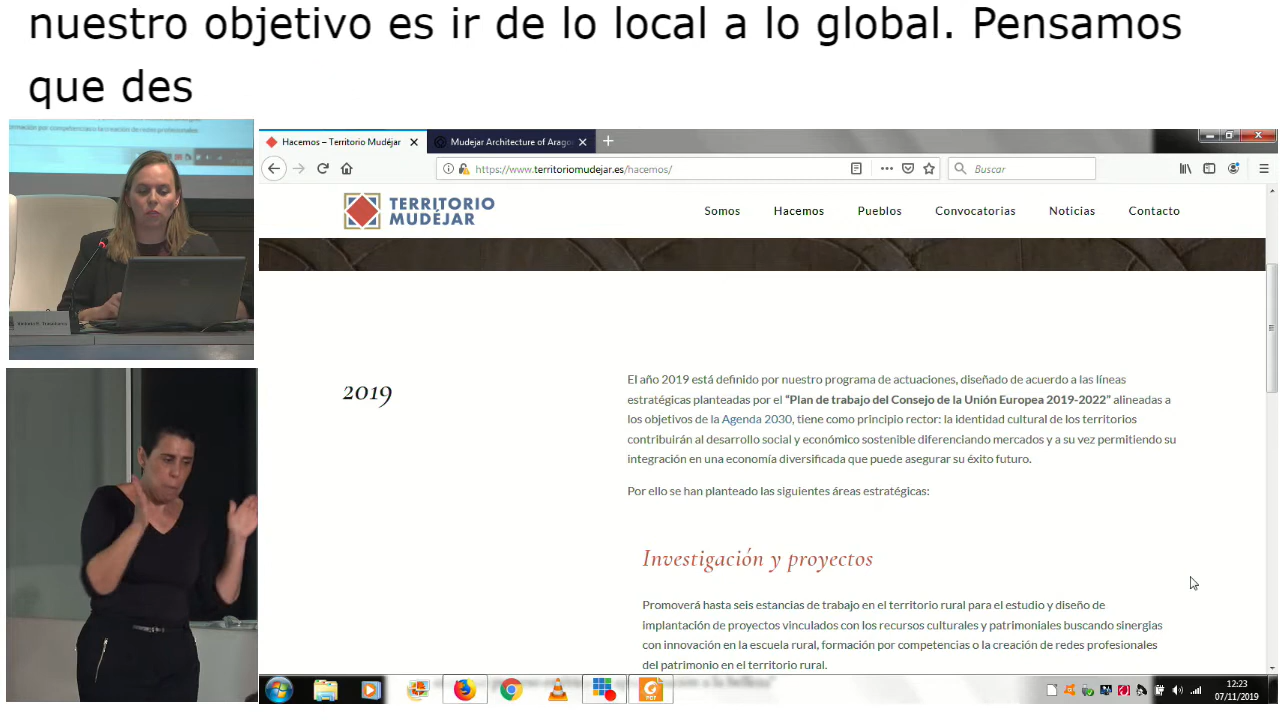 nuestro objetivo es ir de lo local a lo global. Pensamos
que des
Hacemos – Territorio Mudéjar
Mudejar Architecture of Arago
https://www.territoriomudejar.es/hacemos/
Buscar
TERRITORIO
MUDÉJAR
Somos
Hacemos
Pueblos
Convocatorias
Noticias
Contacto
2019
El año 2019 está definido por nuestro programa de actuaciones, diseñado de acuerdo a las líneas
estratégicas planteadas por el “Plan de trabajo del Consejo de la Unión Europea 2019-2022” alineadas a
los objetivos de la Agenda 2030, tiene como principio rector: la identidad cultural de los territorios
contribuirán al desarrollo social y económico sostenible diferenciando mercados y a su vez permitiendo su
integración en una economía diversificada que puede asegurar su éxito futuro.
Por ello se han planteado las siguientes áreas estratégicas:
Investigación y proyectos
Promoverá hasta seis estancias de trabajo en el territorio rural para el estudio y diseño de
implantación de proyectos vinculados con los recursos culturales y patrimoniales buscando sinergias
con innovación en la escuela rural, formación por competencias o la creación de redes profesionales
del patrimonio en el territorio rural.
12:23
07/11/2019